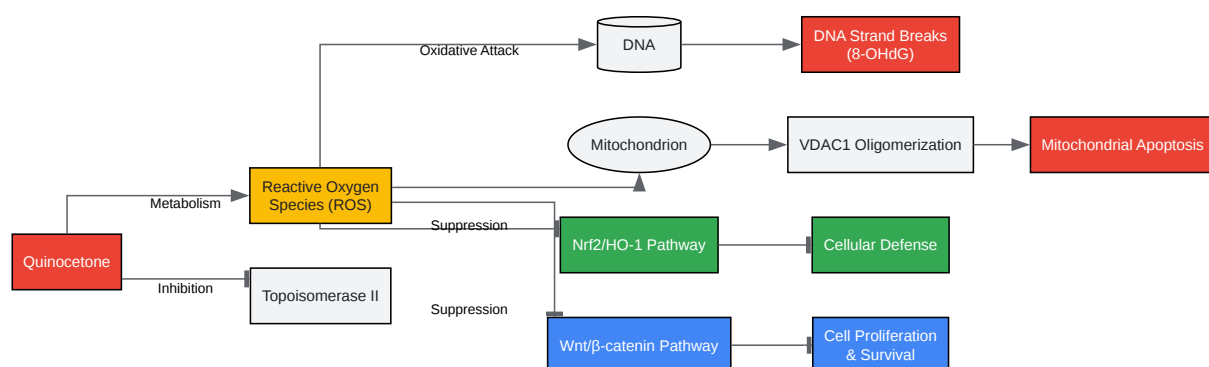 Oxidative Attack
DNA
DNA Strand Breaks
(8-OHdG)
Mitochondrion
VDAC1 Oligomerization
Mitochondrial Apoptosis
Metabolism
Reactive Oxygen
Species (ROS)
Suppression
Nrf2/HO-1 Pathway
Cellular Defense
Quinocetone
Inhibition
Topoisomerase II
Suppression
Wnt/β-catenin Pathway
Cell Proliferation
& Survival